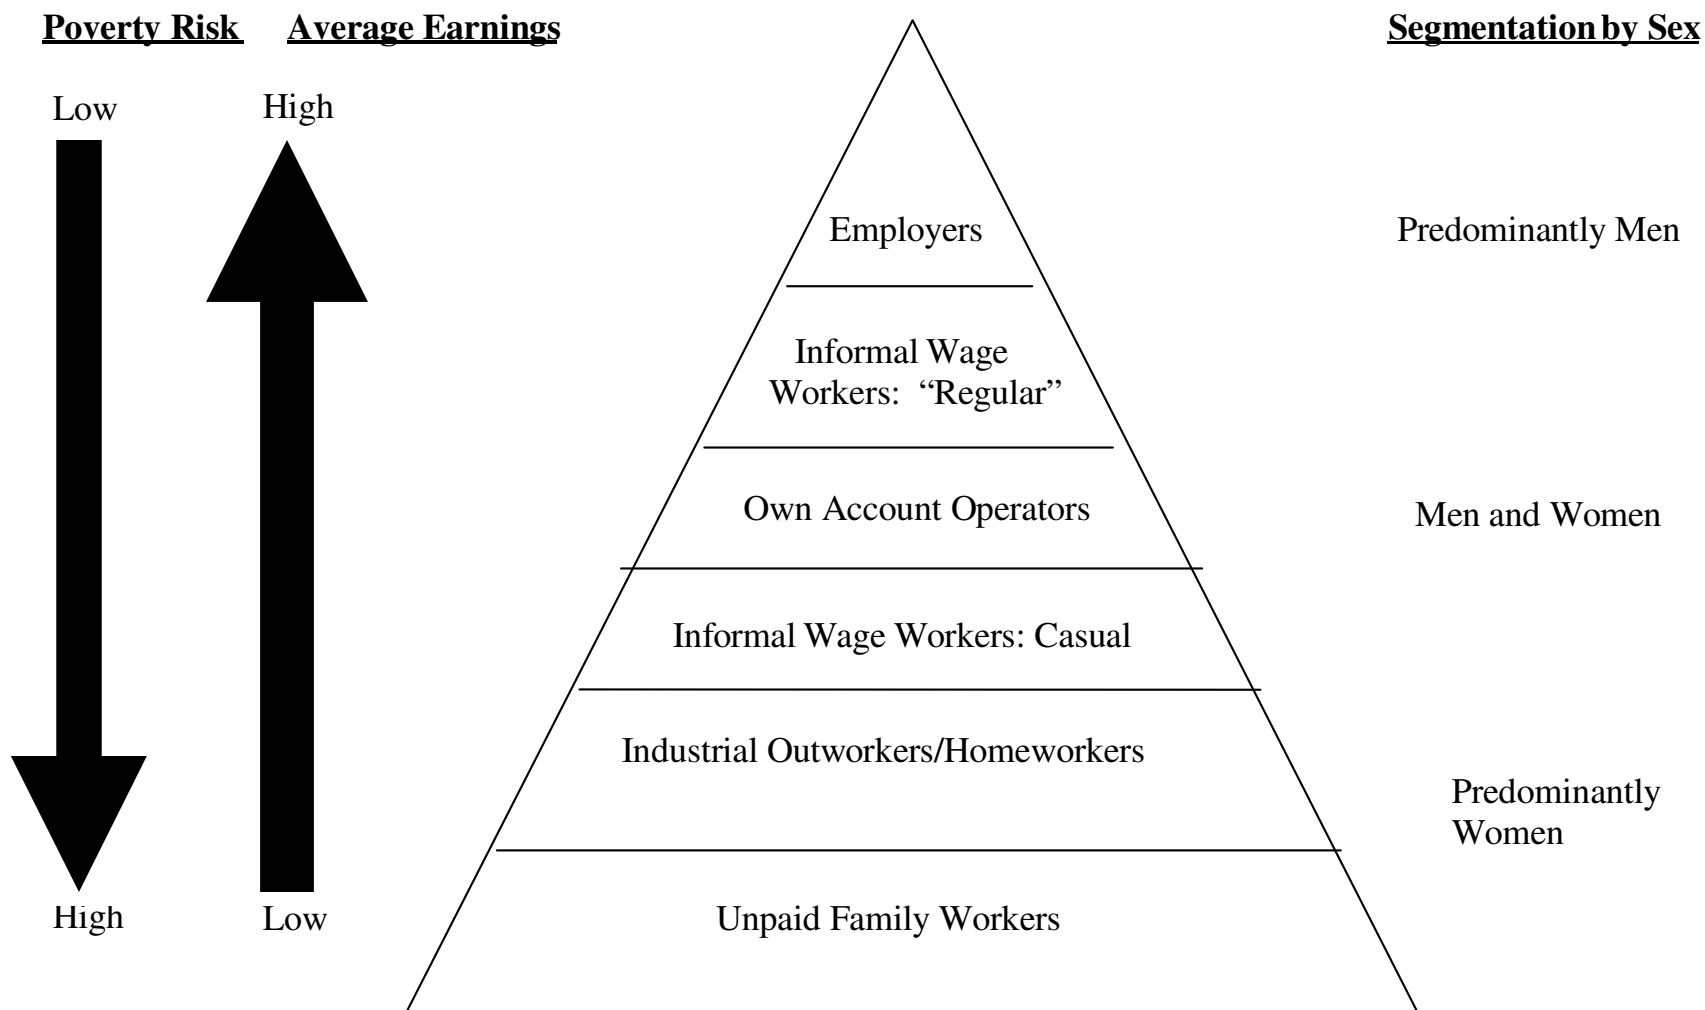 Poverty Risk Average Earnings Segmentation by Sex
Low High
Employers Predominantly Men
Informal Wage
Workers: “Regular”
Own Account Operators Men and Women
Informal Wage Workers: Casual
Industrial Outworkers/Homeworkers
Predominantly
Women
High Low Unpaid Family Workers